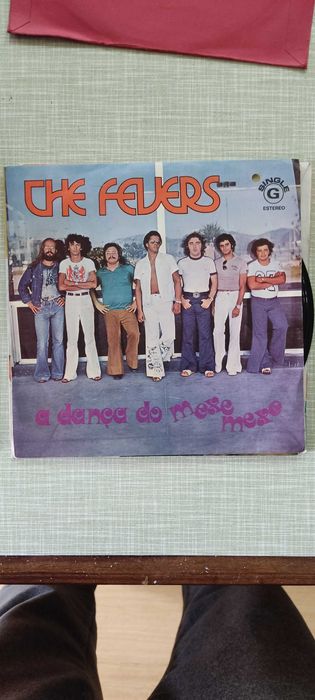 THE FEVERS
SINGLE
G
ESTEREO
a dança do mexe
mexe